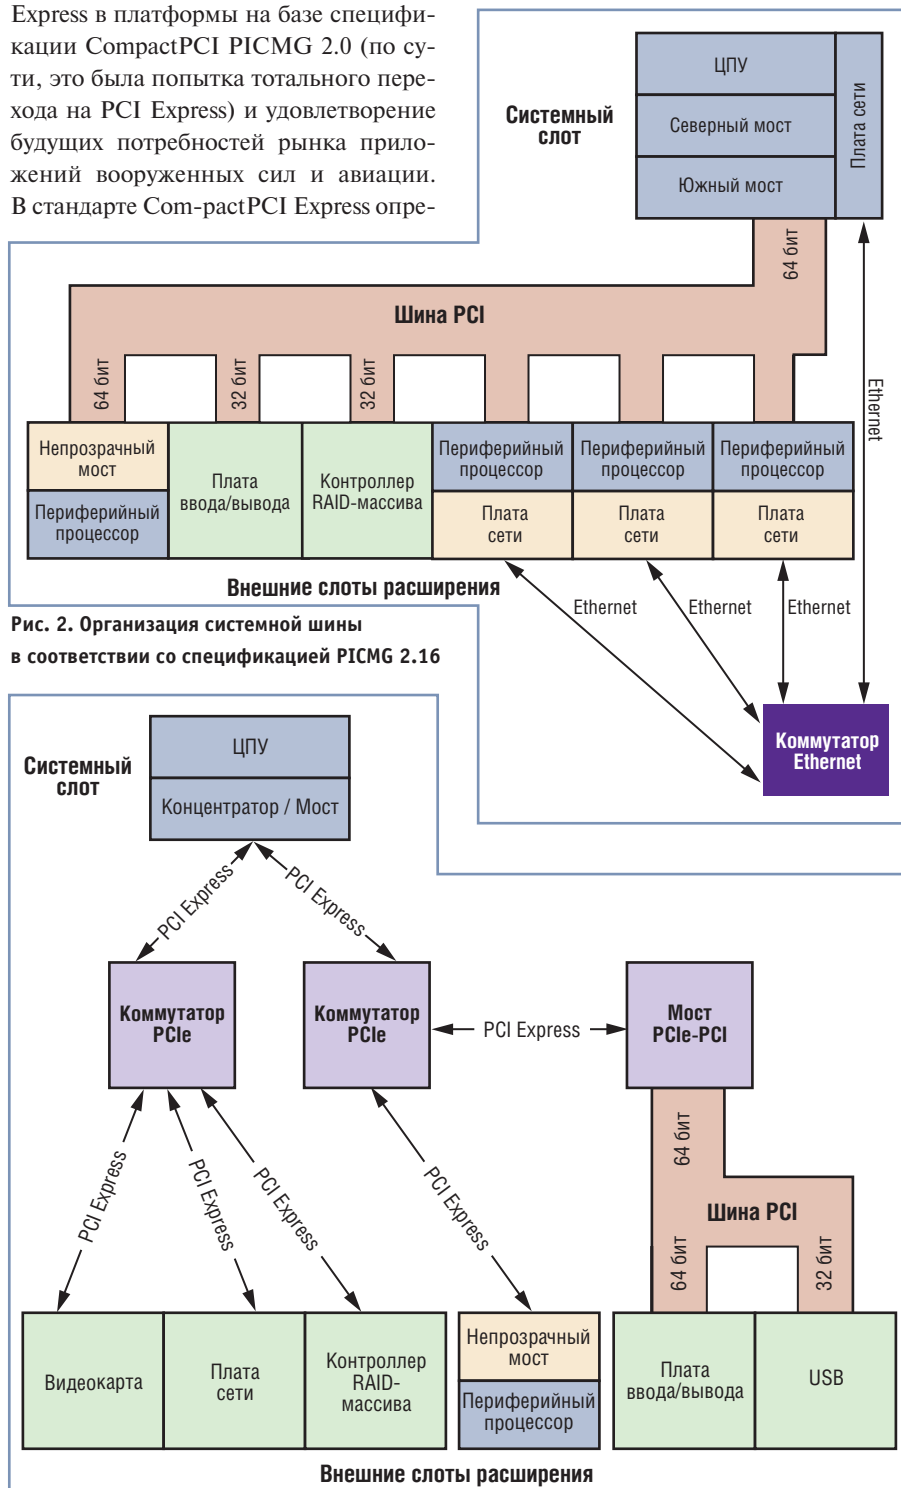 Express в платформы на базе специфи-
кации CompactPCI PICMG 2.0 (по су-
ти, это была попытка тотального пере-
хода на PCI Express) и удовлетворение
будущих потребностей рынка прило-
жений вооруженных сил и авиации.
В стандарте Com-pactPCI Express опре-
Системный
слот
ЦПУ
Северный мост
Южный мост
Плата сети
64 бит
Шина PCI
64 бит
32 бит
32 бит
Ethernet
Непрозрачный
мост
Периферийный
процессор
Плата
ввода/вывода
Контроллер
RAID-массива
Периферийный
процессор
Плата
сети
Периферийный
процессор
Плата
сети
Периферийный
процессор
Плата
сети
Внешние слоты расширения
Ethernet
Ethernet
Ethernet
Коммутатор
Ethernet
Рис. 2. Организация системной шины
в соответствии со спецификацией PICMG 2.16
Системный
слот
ЦПУ
Концентратор / Мост
PCI Express
PCI Express
Коммутатор
PCIe
Коммутатор
PCIe
PCI Express
Мост
PCIe-PCI
PCI Express
PCI Express
PCI Express
PCI Express
64 бит
Шина PCI
64 бит
32 бит
Видеокарта
Плата
сети
Контроллер
RAID-
массива
Непрозрачный
мост
Периферийный
процессор
Плата
ввода/вывода
USB
Внешние слоты расширения